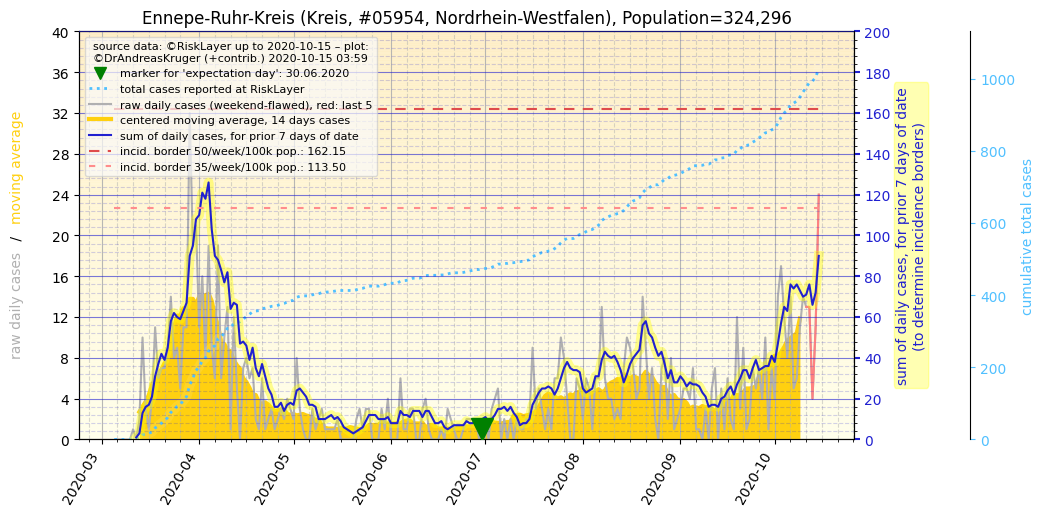 Ennepe-Ruhr-Kreis (Kreis, #05954, Nordrhein-Westfalen), Population=324,296
source data: ©RiskLayer up to 2020-10-15 – plot:
©DrAndreasKruger (+contrib.) 2020-10-15 03:59
marker for 'expectation day': 30.06.2020
total cases reported at RiskLayer
raw daily cases (weekend-flawed), red: last 5
centered moving average, 14 days cases
sum of daily cases, for prior 7 days of date
incid. border 50/week/100k pop.: 162.15
incid. border 35/week/100k pop.: 113.50
raw daily cases / moving average
40
36
32
28
24
20
16
12
8
4
0
200
180
160
140
120
100
80
60
40
20
0
sum of daily cases, for prior 7 days of date
(to determine incidence borders)
1000
800
600
400
200
0
cumulative total cases
2020-03
2020-04
2020-05
2020-06
2020-07
2020-08
2020-09
2020-10